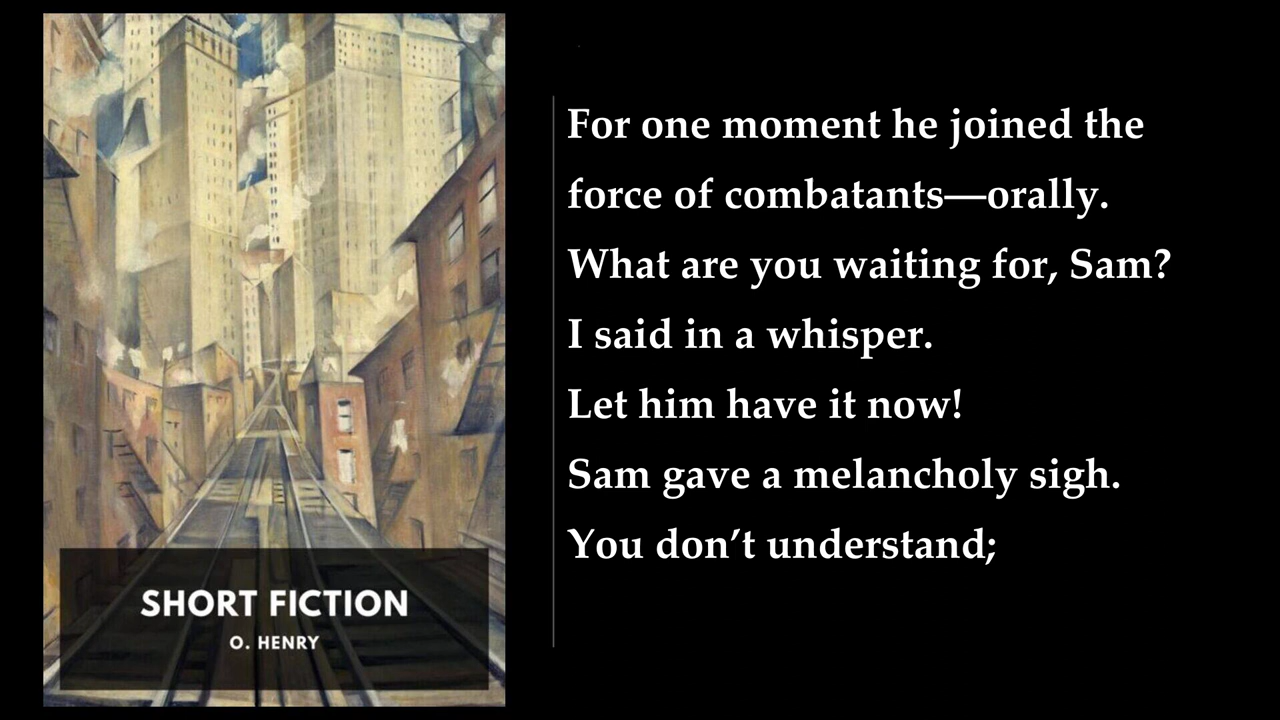 For one moment he joined the
force of combatants—orally.
What are you waiting for, Sam?
I said in a whisper.
Let him have it now!
Sam gave a melancholy sigh.
You don’t understand;
SHORT FICTION
O. HENRY